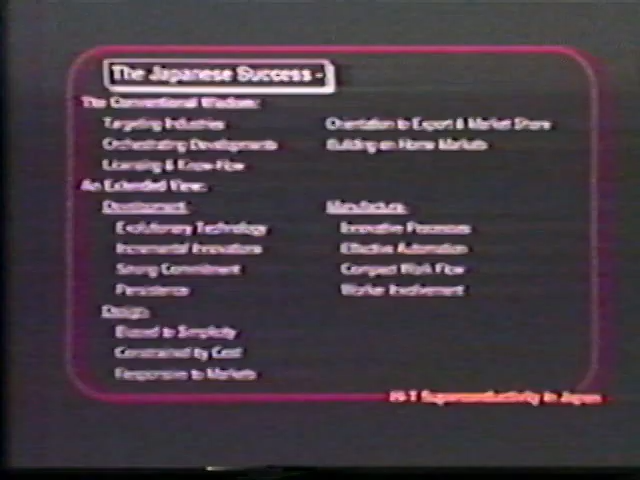 The Japanese Success -
The Conventional Wisdom:
Targeting Industries
Orchestrating Developments
Licensing & Know-How
Orientation to Export & Market Share
Building on Home Markets
An Extended View:
Development
Evolutionary Technology
Incremental Innovations
Strong Commitment
Persistence
Manufacture
Innovative Processes
Effective Automation
Compact Work Flow
Worker Involvement
Design
Biased to Simplicity
Constrained by Cost
Responsive to Markets
Superconductivity in Japan